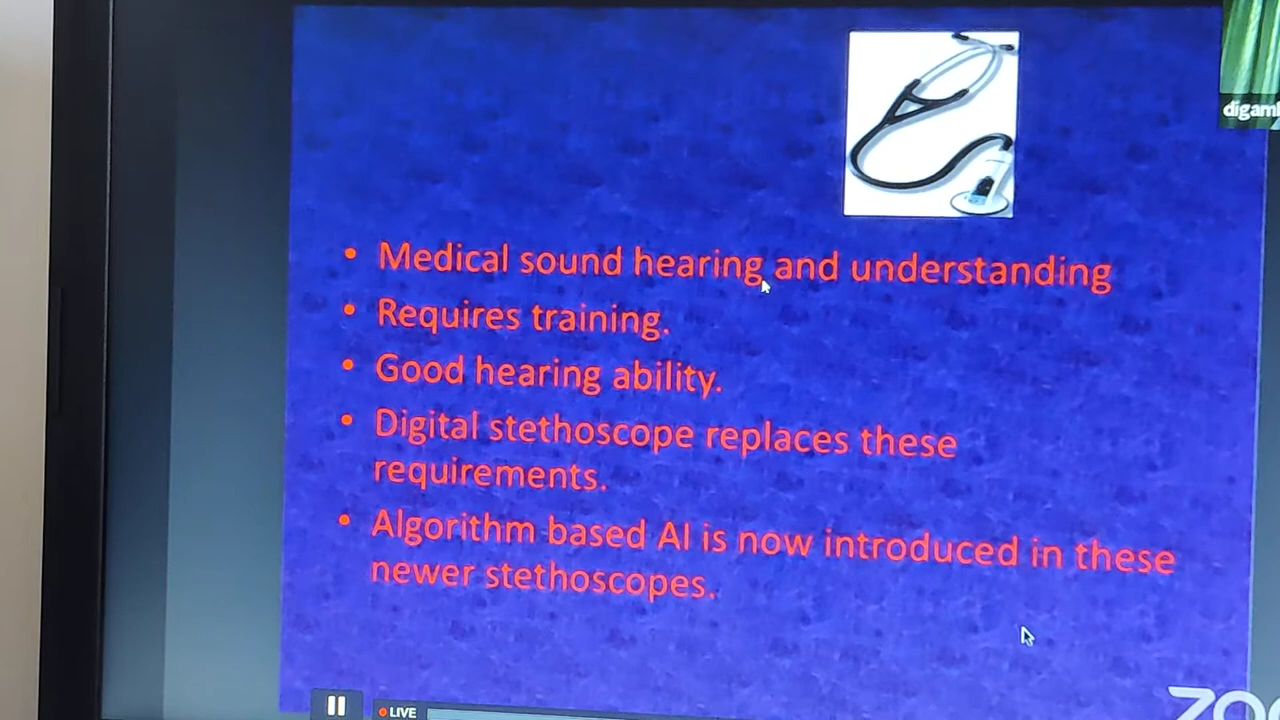 digam
• Medical sound hearing and understanding
• Requires training.
• Good hearing ability.
• Digital stethoscope replaces these
requirements.
• Algorithm based AI is now introduced in these
newer stethoscopes.
LIVE